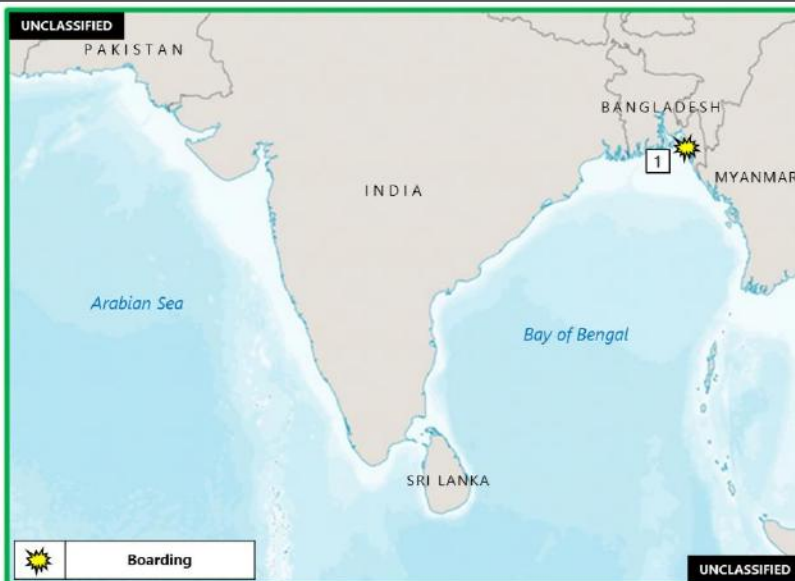 UNCLASSIFIED
PAKISTAN
BANGLADESH
1
MYANMAR
INDIA
Arabian Sea
Bay of Bengal
SRI LANKA
Boarding
UNCLASSIFIED